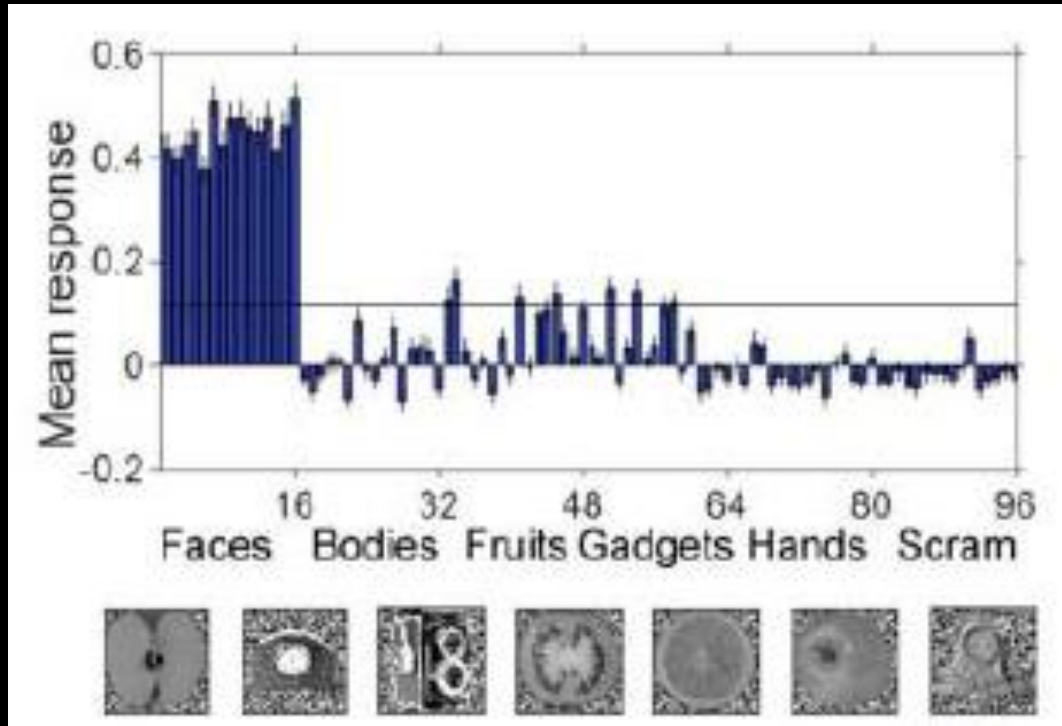 0.6
0.4
0.2
0
-0.2
Mean response
16 32 48 64 80 96
Faces Bodies Fruits Gadgets Hands Scram